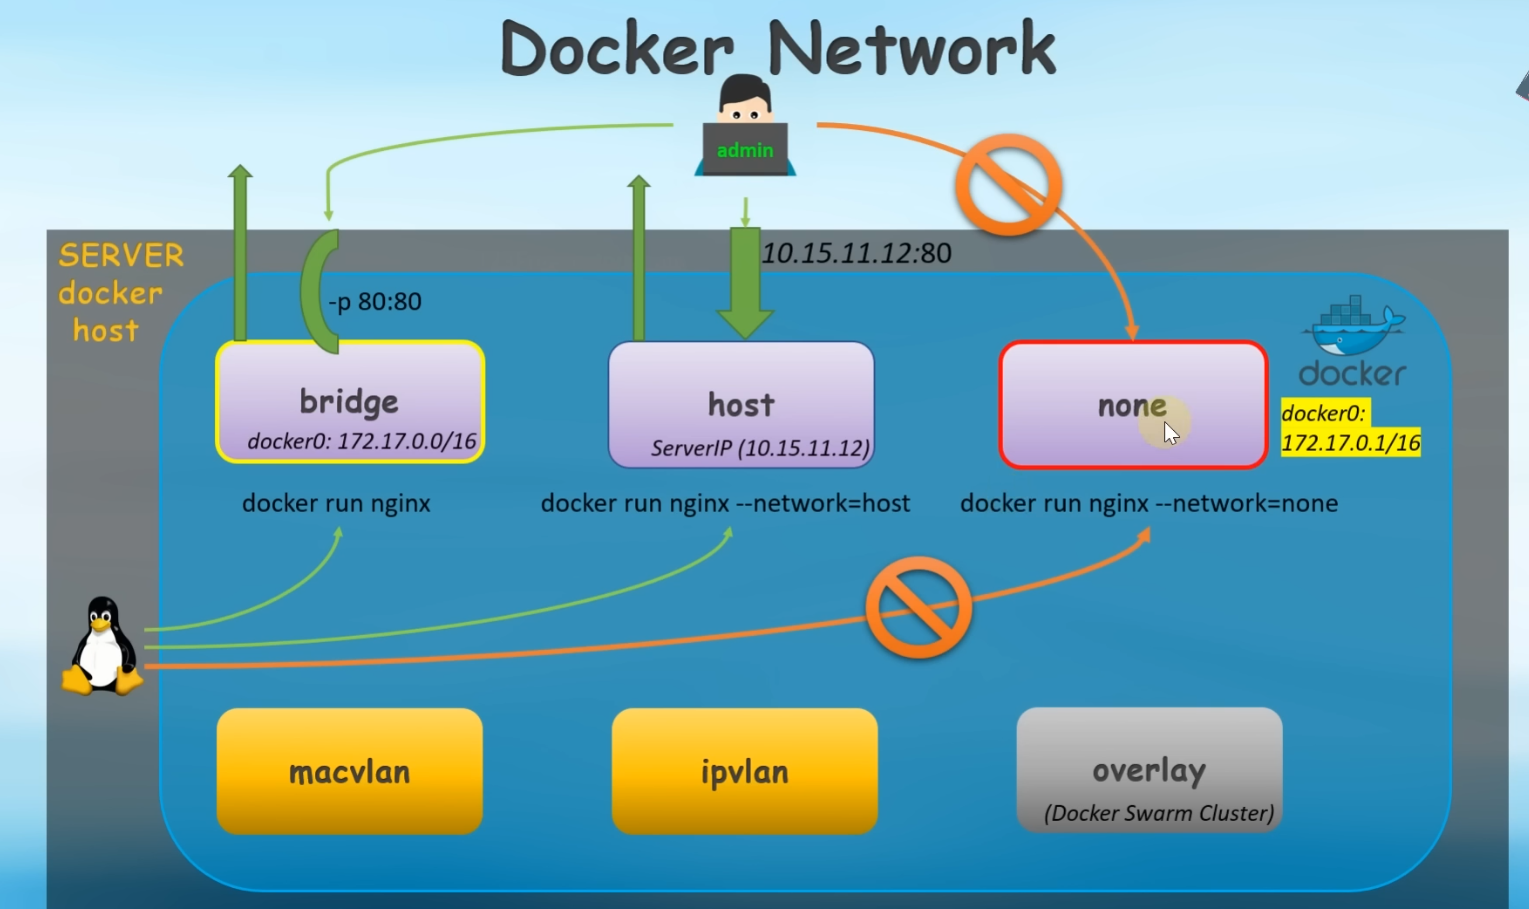 Docker Network
admin
SERVER
docker
host
-p 80:80
10.15.11.12:80
bridge
docker0: 172.17.0.0/16
host
ServerIP (10.15.11.12)
none
docker
docker0:
172.17.0.1/16
docker run nginx
docker run nginx --network=host
docker run nginx --network=none
macvlan
ipvlan
overlay
(Docker Swarm Cluster)